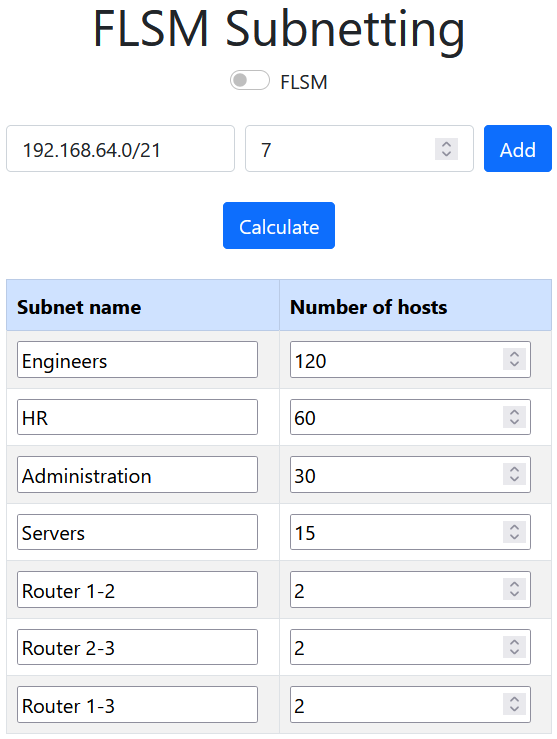 FLSM Subnetting
FLSM
192.168.64.0/21 7 Add
Calculate
Subnet name Number of hosts
Engineers 120
HR 60
Administration 30
Servers 15
Router 1-2 2
Router 2-3 2
Router 1-3 2